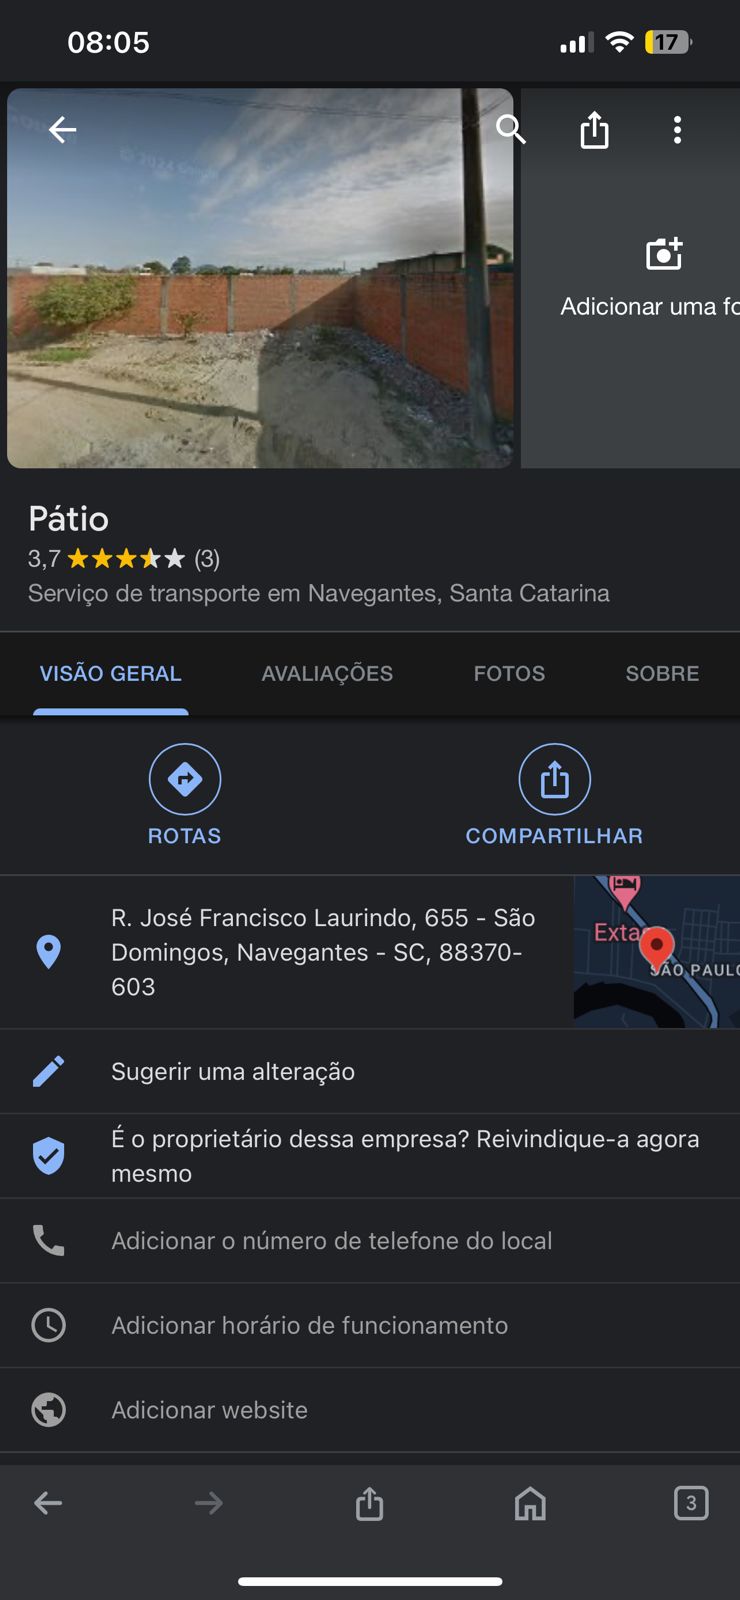 08:05
17
Adicionar uma fo
Pátio
3,7 (3)
Serviço de transporte em Navegantes, Santa Catarina
VISÃO GERAL
AVALIAÇÕES
FOTOS
SOBRE
ROTAS
COMPARTILHAR
R. José Francisco Laurindo, 655 - São
Domingos, Navegantes - SC, 88370-
603
Exta
SÃO PAULO
Sugerir uma alteração
É o proprietário dessa empresa? Reivindique-a agora
mesmo
Adicionar o número de telefone do local
Adicionar horário de funcionamento
Adicionar website
3